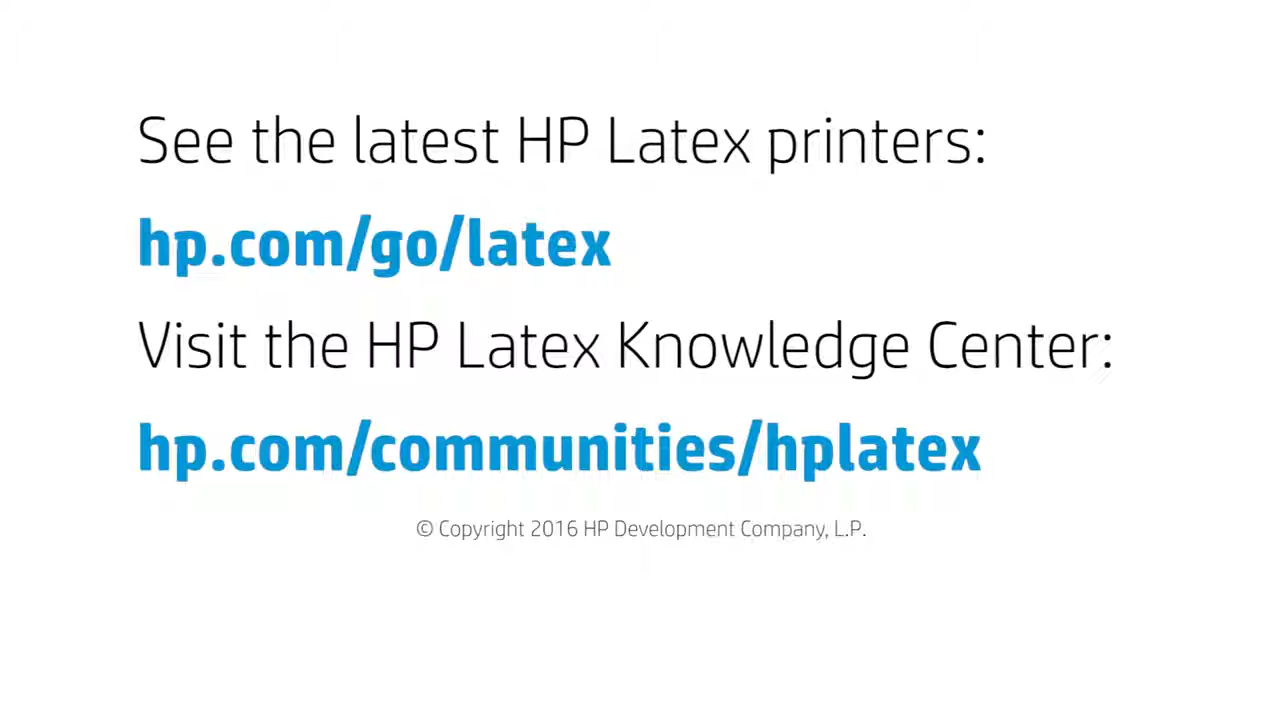 See the latest HP Latex printers:
hp.com/go/latex
Visit the HP Latex Knowledge Center:
hp.com/communities/hplatex
© Copyright 2016 HP Development Company, L.P.